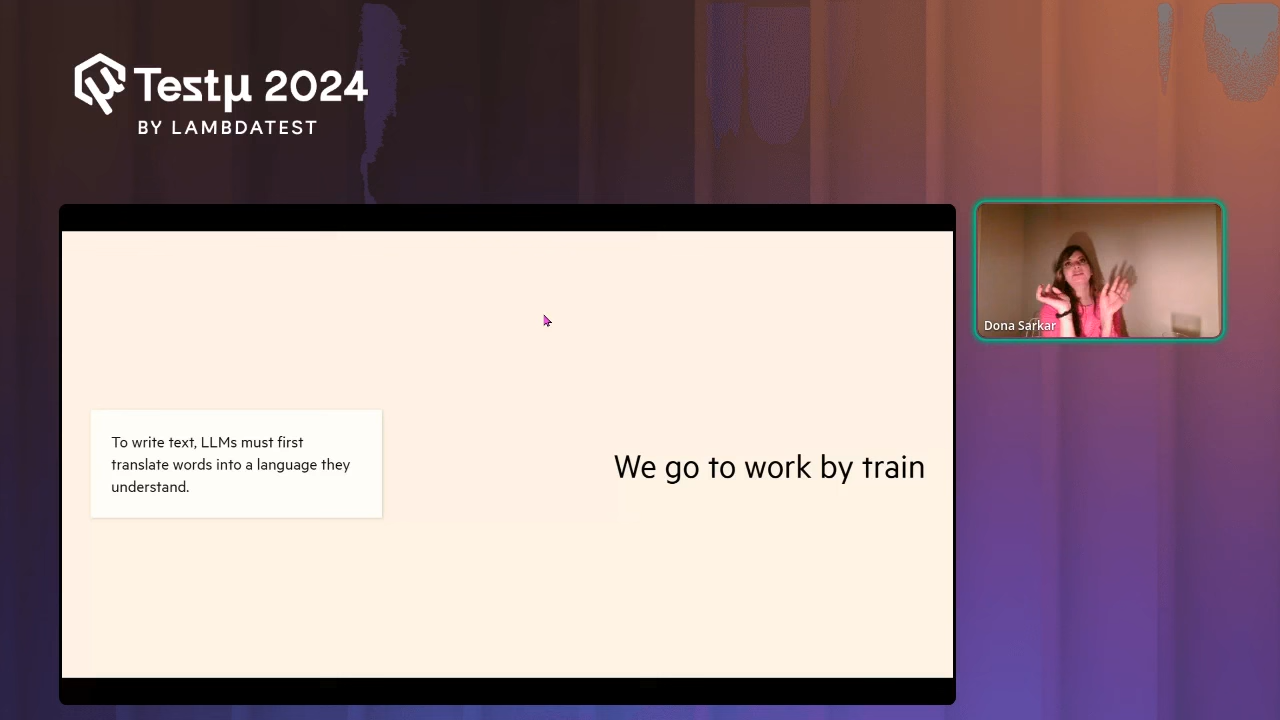 Testμ 2024
BY LAMBDATEST
To write text, LLMs must first
translate words into a language they
understand.
We go to work by train
Dona Sarkar